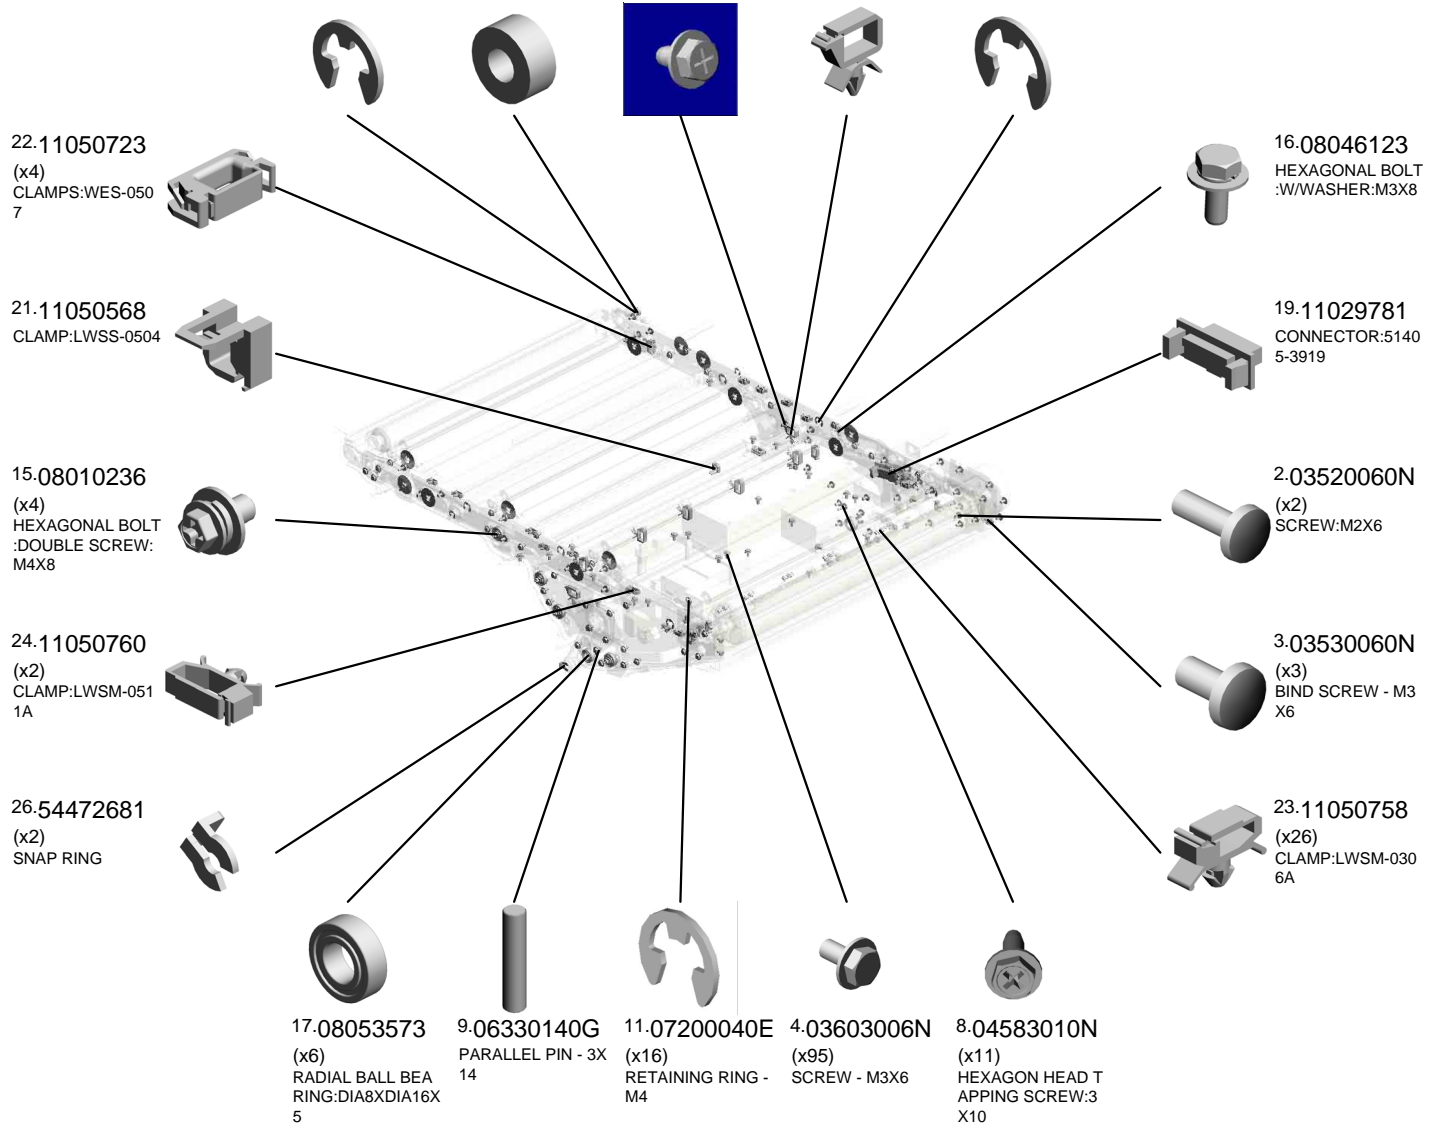 22.11050723
(x4)
CLAMPS:WES-050
7
21.11050568
CLAMP:LWSS-0504
15.08010236
(x4)
HEXAGONAL BOLT
:DOUBLE SCREW:
M4X8
24.11050760
(x2)
CLAMP:LWSM-051
1A
26.54472681
(x2)
SNAP RING
16.08046123
HEXAGONAL BOLT
:W/WASHER:M3X8
19.11029781
CONNECTOR:5140
5-3919
2.03520060N
(x2)
SCREW:M2X6
3.03530060N
(x3)
BIND SCREW - M3
X6
23.11050758
(x26)
CLAMP:LWSM-030
6A
17.08053573
(x6)
RADIAL BALL BEA
RING:DIA8XDIA16X
5
9.06330140G
PARALLEL PIN - 3X
14
11.07200040E
(x16)
RETAINING RING -
M4
4.03603006N
(x95)
SCREW - M3X6
8.04583010N
(x11)
HEXAGON HEAD T
APPING SCREW:3
X10